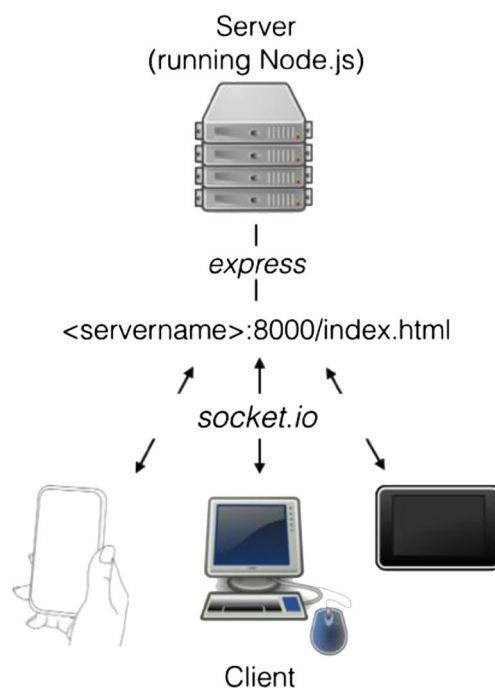 Server
(running Node.js)
express
<servername>:8000/index.html
socket.io
Client